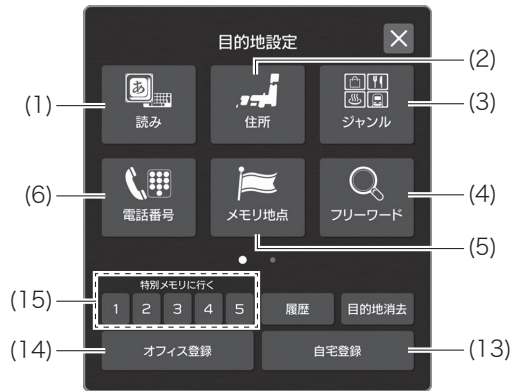 目的地設定
(2)
(1)
あ
読み
住所
ジャンル
(3)
(6)
電話番号
メモリ地点
フリーワード
(4)
(5)
特別メモリに行く
(15)
1 2 3 4 5
履歴
目的地消去
(14)
オフィス登録
自宅登録
(13)